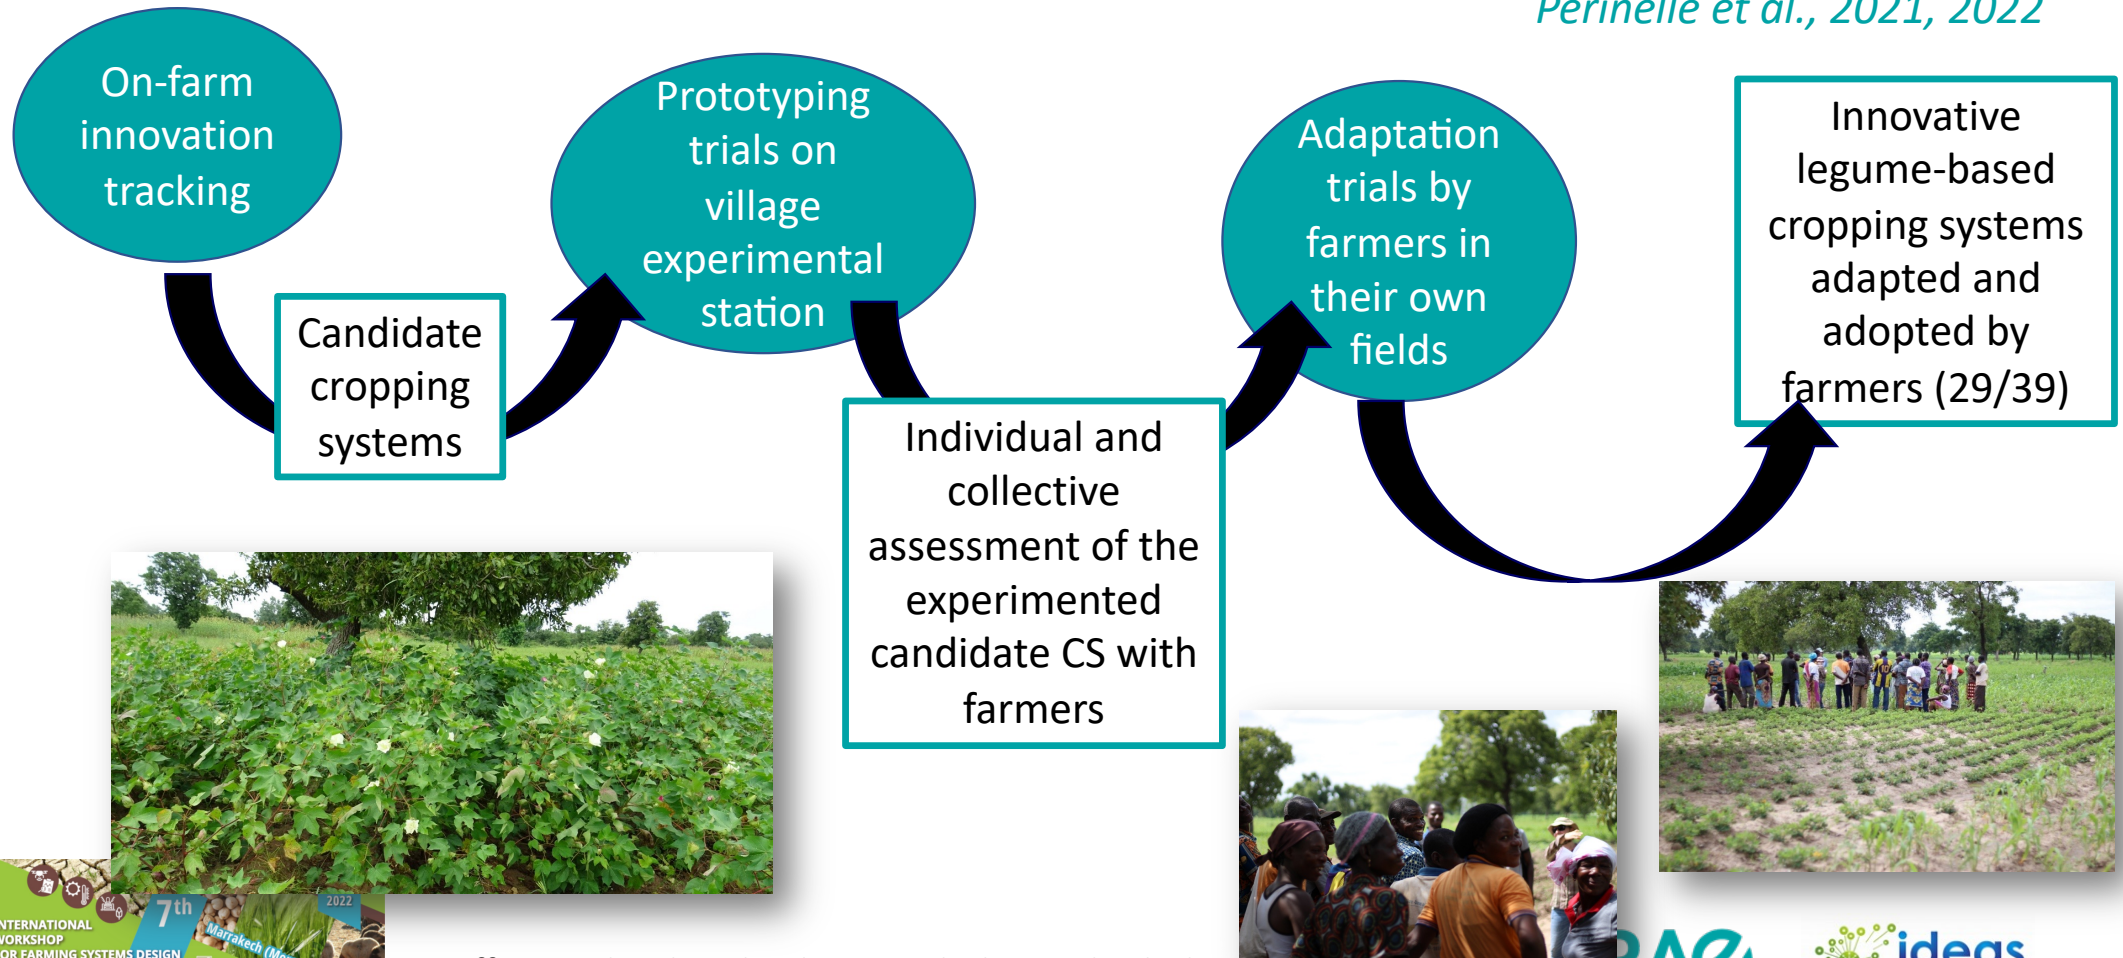 Périnelle et al., 2021, 2022
On-farm
innovation
tracking
Candidate
cropping
systems
Prototyping
trials on
village
experimental
station
Individual and
collective
assessment of the
experimented
candidate CS with
farmers
Adaptation
trials by
farmers in
their own
fields
Innovative
legume-based
cropping systems
adapted and
adopted by
farmers (29/39)
INTERNATIONAL
WORKSHOP
FOR FARMING SYSTEMS DESIGN
7th
2022
Marrakech
ideas